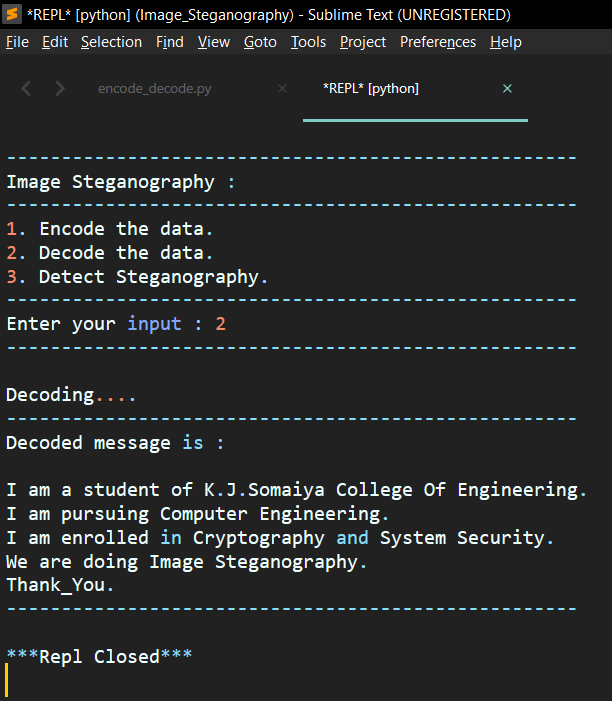 *REPL* [python] (Image_Steganography) - Sublime Text (UNREGISTERED)
File Edit Selection Find View Goto Tools Project Preferences Help
encode_decode.py × *REPL* [python] ×
----------------------------------------------------
Image Steganography :
----------------------------------------------------
1. Encode the data.
2. Decode the data.
3. Detect Steganography.
----------------------------------------------------
Enter your input : 2
----------------------------------------------------
Decoding....
----------------------------------------------------
Decoded message is :
I am a student of K.J.Somaiya College Of Engineering.
I am pursuing Computer Engineering.
I am enrolled in Cryptography and System Security.
We are doing Image Steganography.
Thank_You.
----------------------------------------------------
***Repl Closed***